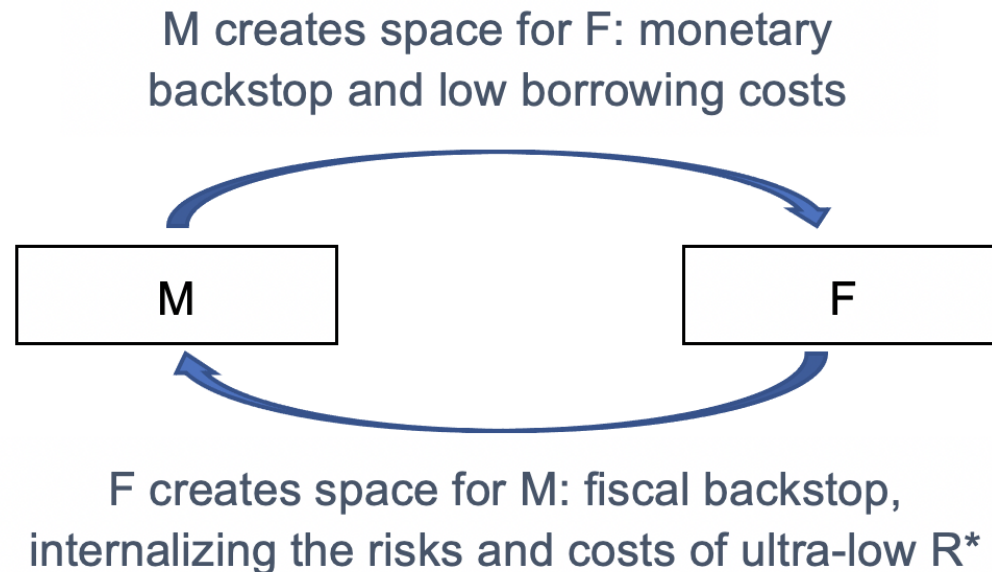 M creates space for F: monetary
backstop and low borrowing costs
M
F
F creates space for M: fiscal backstop,
internalizing the risks and costs of ultra-low R*